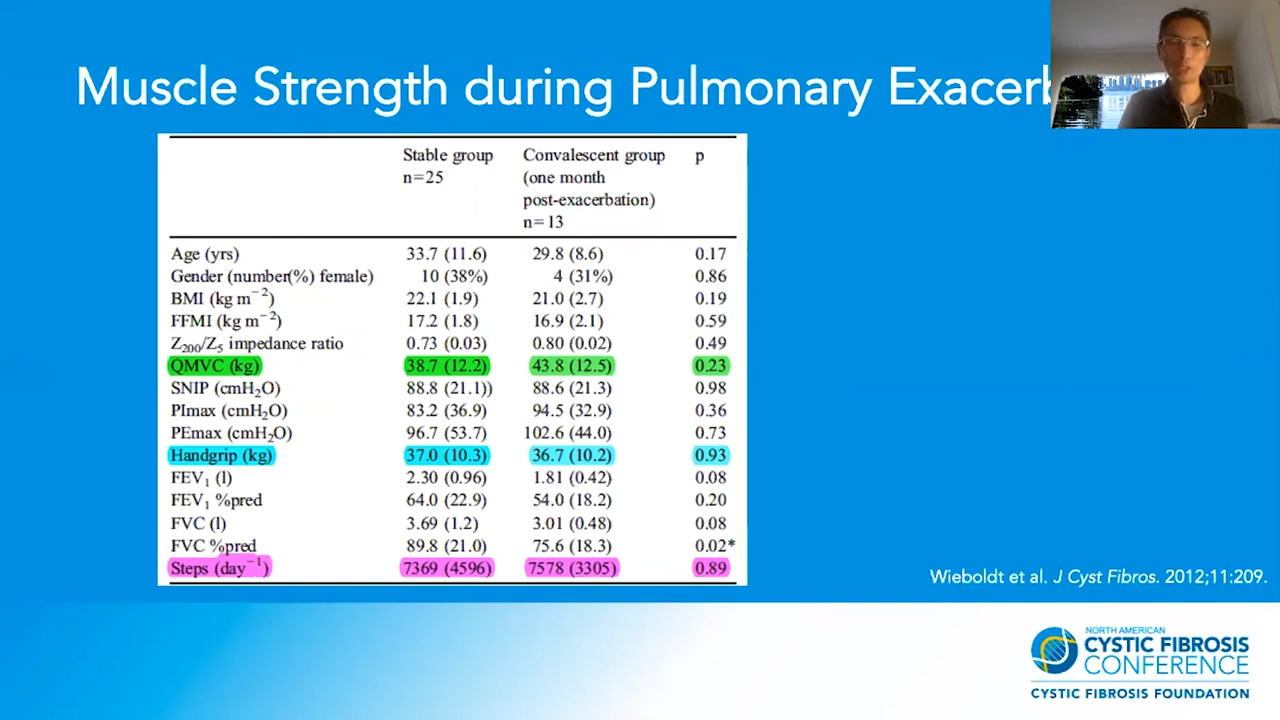 Muscle Strength during Pulmonary Exacerb
Stable group Convalescent group p
n=25 (one month
post-exacerbation)
n=13
Age (yrs) 33.7 (11.6) 29.8 (8.6) 0.17
Gender (number(%) female) 10 (38%) 4 (31%) 0.86
BMI (kg m⁻²) 22.1 (1.9) 21.0 (2.7) 0.19
FFMI (kg m⁻²) 17.2 (1.8) 16.9 (2.1) 0.59
Z₂₀₀/Z₅ impedance ratio 0.73 (0.03) 0.80 (0.02) 0.49
QMVC (kg) 38.7 (12.2) 43.8 (12.5) 0.23
SNIP (cmH₂O) 88.8 (21.1)) 88.6 (21.3) 0.98
PImax (cmH₂O) 83.2 (36.9) 94.5 (32.9) 0.36
PEmax (cmH₂O) 96.7 (53.7) 102.6 (44.0) 0.73
Handgrip (kg) 37.0 (10.3) 36.7 (10.2) 0.93
FEV₁ (l) 2.30 (0.96) 1.81 (0.42) 0.08
FEV₁ %pred 64.0 (22.9) 54.0 (18.2) 0.20
FVC (l) 3.69 (1.2) 3.01 (0.48) 0.08
FVC %pred 89.8 (21.0) 75.6 (18.3) 0.02*
Steps (day⁻¹) 7369 (4596) 7578 (3305) 0.89
Wieboldt et al. J Cyst Fibros. 2012;11:209.
NORTH AMERICAN
CYSTIC FIBROSIS
CONFERENCE
CYSTIC FIBROSIS FOUNDATION